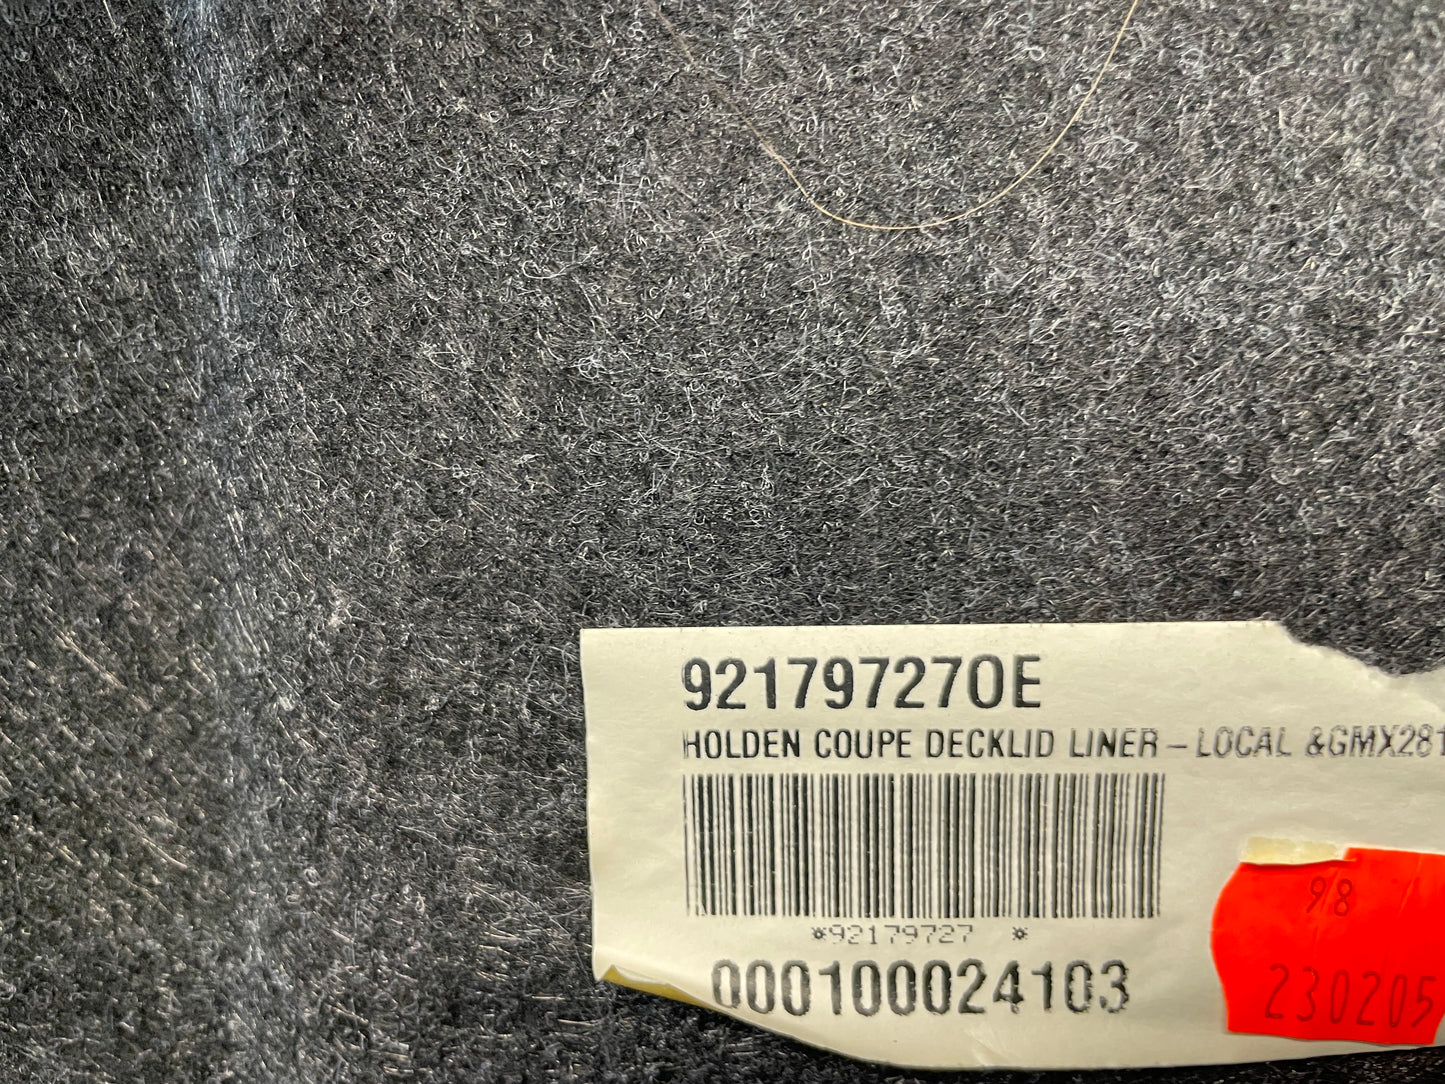 92179727OE
HOLDEN COUPE DECKLID LINER – LOCAL &GMX281
*92179727 *
000100024103
98
230205